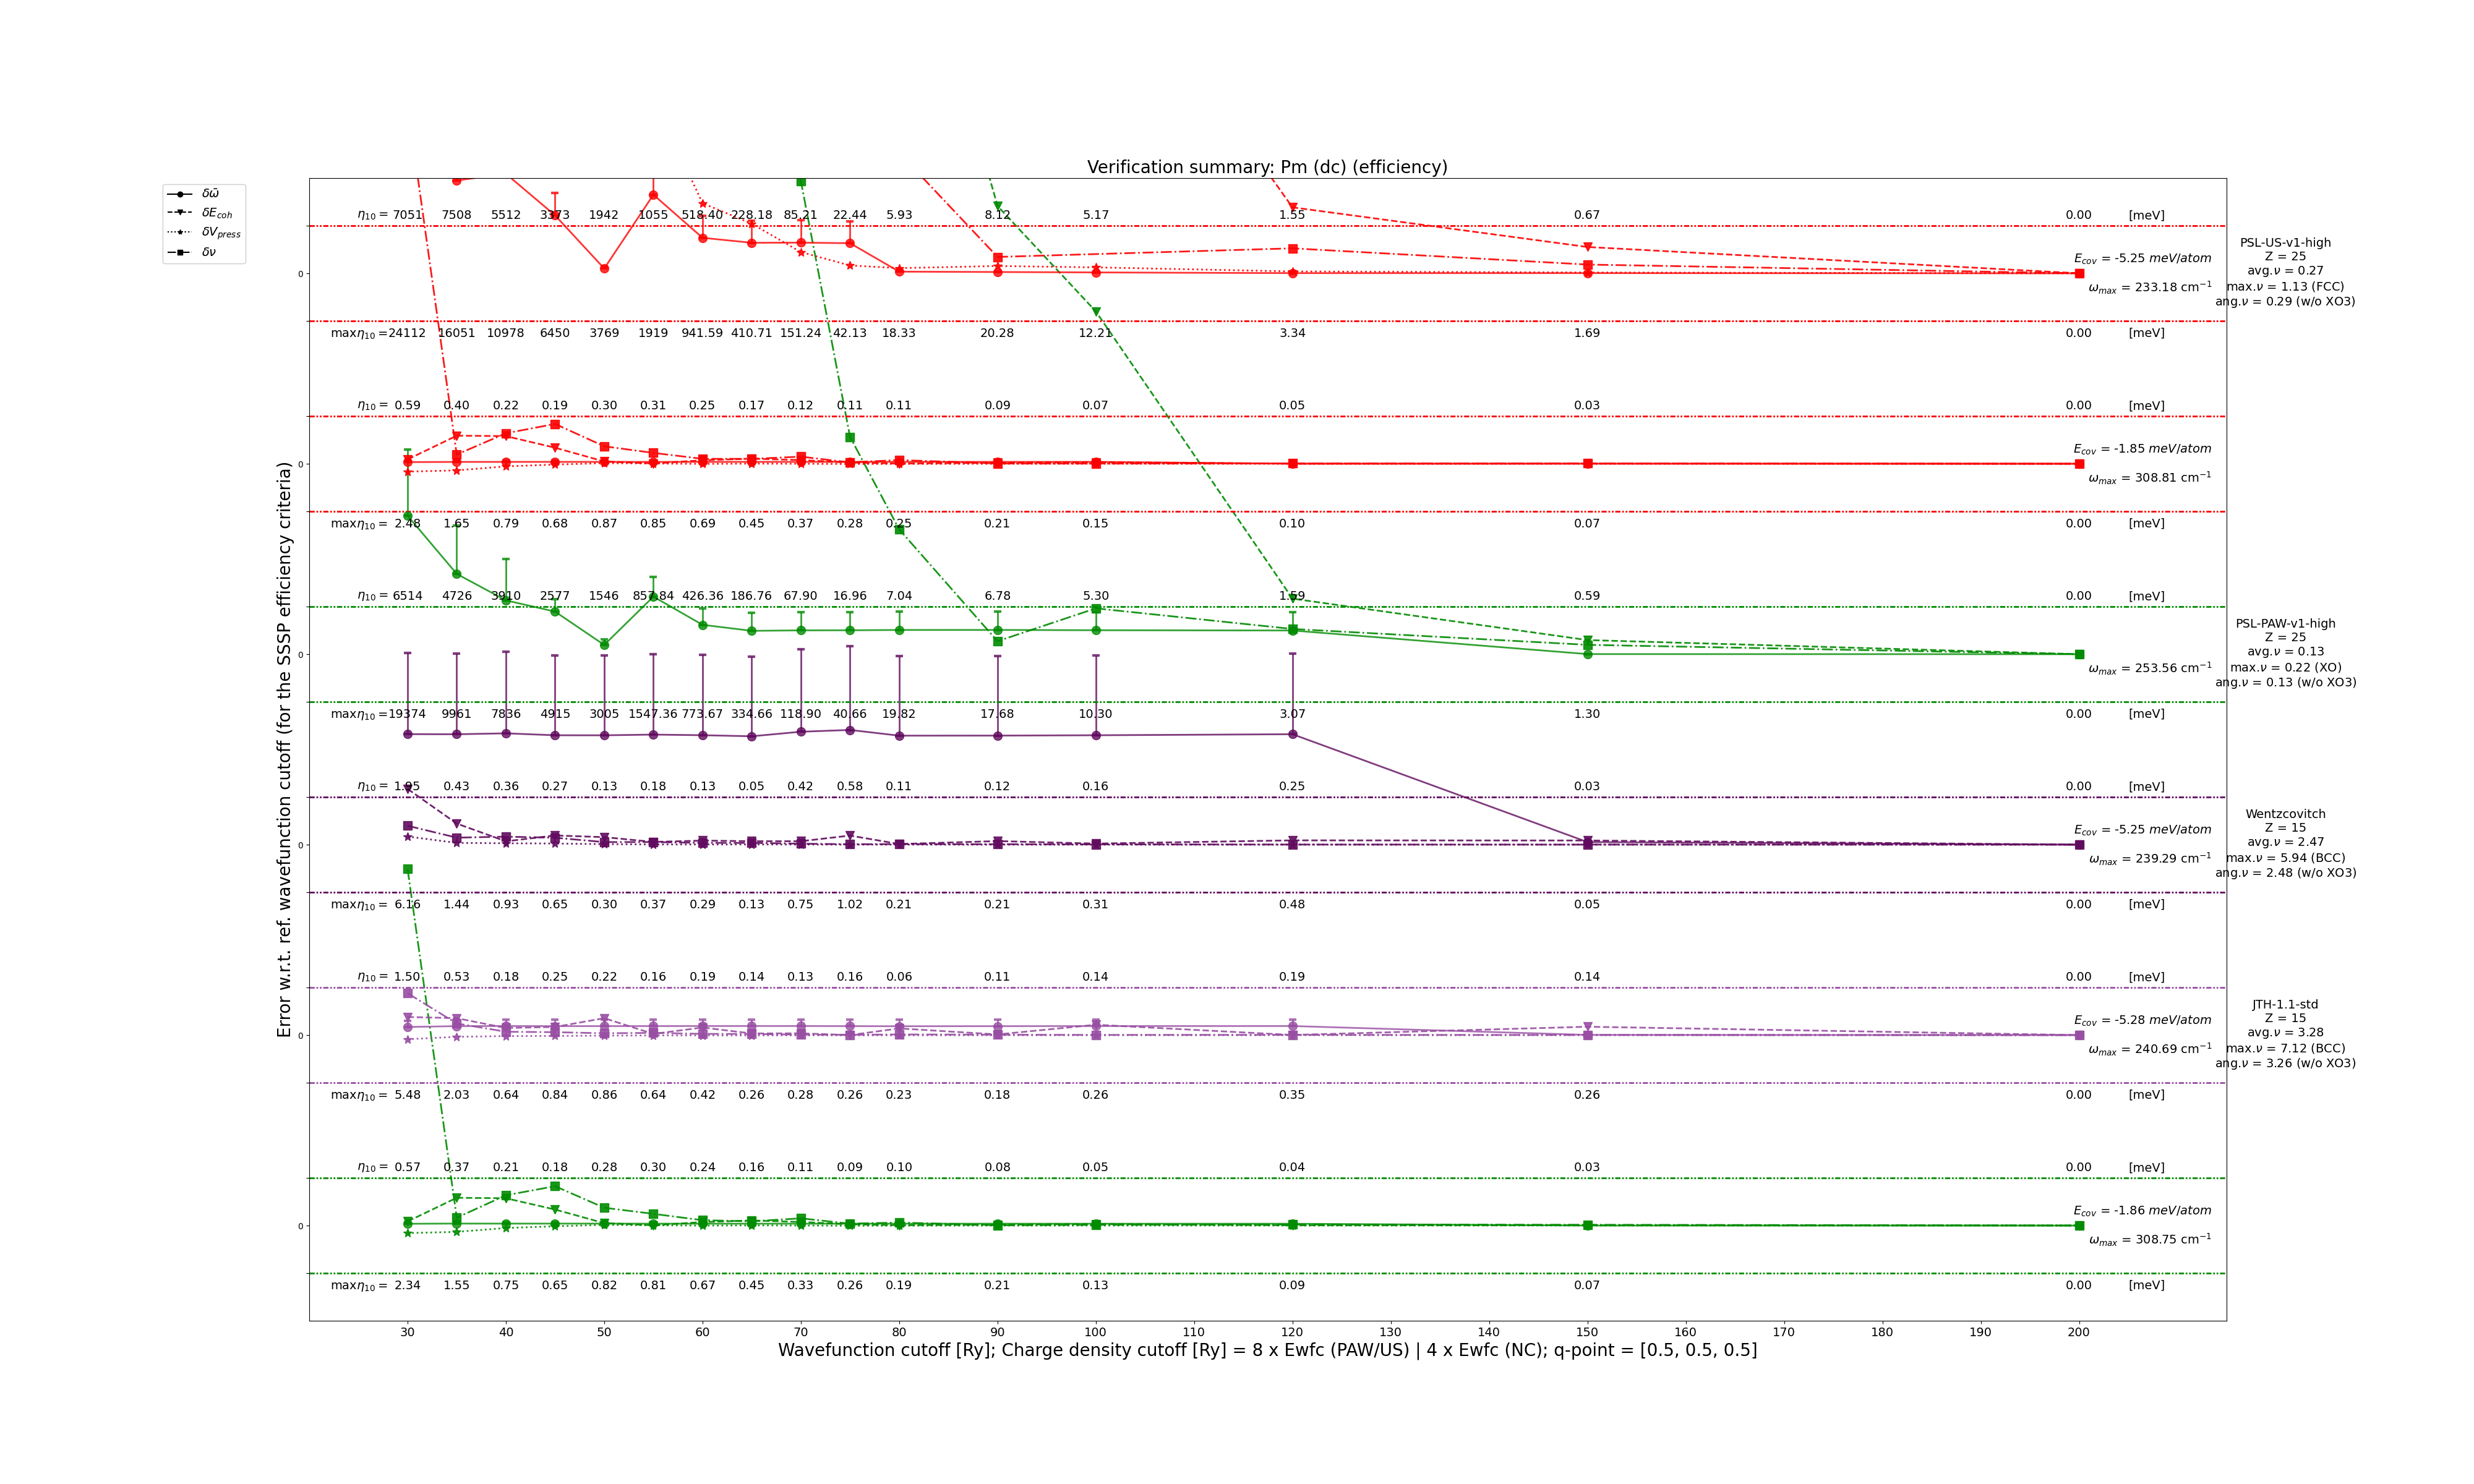 Verification summary: Pm (dc) (efficiency)
δω̄
δE_coh
δV_press
δν
Error w.r.t. ref. wavefunction cutoff (for the SSSP efficiency criteria)
η₁₀ = 7051 7508 5512 3373 1942 1055 518.40 228.18 85.21 22.44 5.93 8.12 5.17 1.55 0.67 0.00 [meV]
0
E_cov = -5.25 meV/atom
ω_max = 233.18 cm⁻¹
PSL-US-v1-high
Z = 25
avg.ν = 0.27
max.ν = 1.13 (FCC)
ang.ν = 0.29 (w/o XO3)
maxη₁₀ = 24112 16051 10978 6450 3769 1919 941.59 410.71 151.24 42.13 18.33 20.28 12.21 3.34 1.69 0.00 [meV]
η₁₀ = 0.59 0.40 0.22 0.19 0.30 0.31 0.25 0.17 0.12 0.11 0.11 0.09 0.07 0.05 0.03 0.00 [meV]
0
E_cov = -1.85 meV/atom
ω_max = 308.81 cm⁻¹
maxη₁₀ = 2.48 1.65 0.79 0.68 0.87 0.85 0.69 0.45 0.37 0.28 0.25 0.21 0.15 0.10 0.07 0.00 [meV]
η₁₀ = 6514 4726 3910 2577 1546 857.84 426.36 186.76 67.90 16.96 7.04 6.78 5.30 1.59 0.59 0.00 [meV]
0
ω_max = 253.56 cm⁻¹
PSL-PAW-v1-high
Z = 25
avg.ν = 0.13
max.ν = 0.22 (XO)
ang.ν = 0.13 (w/o XO3)
maxη₁₀ = 19374 9961 7836 4915 3005 1547.36 773.67 334.66 118.90 40.66 19.82 17.68 10.30 3.07 1.30 0.00 [meV]
η₁₀ = 1.95 0.43 0.36 0.27 0.13 0.18 0.13 0.05 0.42 0.58 0.11 0.12 0.16 0.25 0.03 0.00 [meV]
0
E_cov = -5.25 meV/atom
ω_max = 239.29 cm⁻¹
Wentzcovitch
Z = 15
avg.ν = 2.47
max.ν = 5.94 (BCC)
ang.ν = 2.48 (w/o XO3)
maxη₁₀ = 6.16 1.44 0.93 0.65 0.30 0.37 0.29 0.13 0.75 1.02 0.21 0.21 0.31 0.48 0.05 0.00 [meV]
η₁₀ = 1.50 0.53 0.18 0.25 0.22 0.16 0.19 0.14 0.13 0.16 0.06 0.11 0.14 0.19 0.14 0.00 [meV]
0
E_cov = -5.28 meV/atom
ω_max = 240.69 cm⁻¹
JTH-1.1-std
Z = 15
avg.ν = 3.28
max.ν = 7.12 (BCC)
ang.ν = 3.26 (w/o XO3)
maxη₁₀ = 5.48 2.03 0.64 0.84 0.86 0.64 0.42 0.26 0.28 0.26 0.23 0.18 0.26 0.35 0.26 0.00 [meV]
η₁₀ = 0.57 0.37 0.21 0.18 0.28 0.30 0.24 0.16 0.11 0.09 0.10 0.08 0.05 0.04 0.03 0.00 [meV]
0
E_cov = -1.86 meV/atom
ω_max = 308.75 cm⁻¹
maxη₁₀ = 2.34 1.55 0.75 0.65 0.82 0.81 0.67 0.45 0.33 0.26 0.19 0.21 0.13 0.09 0.07 0.00 [meV]
30 40 50 60 70 80 90 100 110 120 130 140 150 160 170 180 190 200
Wavefunction cutoff [Ry]; Charge density cutoff [Ry] = 8 x Ewfc (PAW/US) | 4 x Ewfc (NC); q-point = [0.5, 0.5, 0.5]